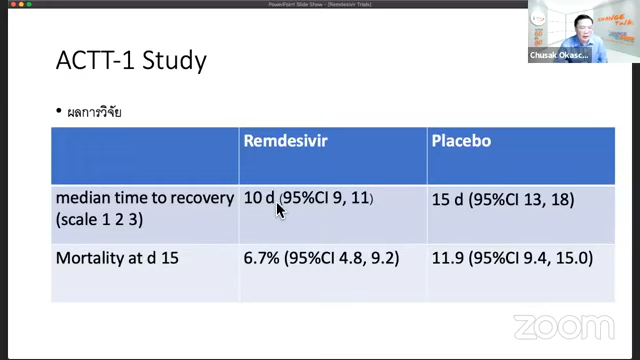 PowerPoint Slide Show - [Remdesivir Trials]
ACTT-1 Study
• ผลการวิจัย
Remdesivir
Placebo
median time to recovery
(scale 1 2 3)
10 d (95%CI 9, 11)
15 d (95%CI 13, 18)
Mortality at d 15
6.7% (95%CI 4.8, 9.2)
11.9 (95%CI 9.4, 15.0)
Chusak Okasc...
zoom